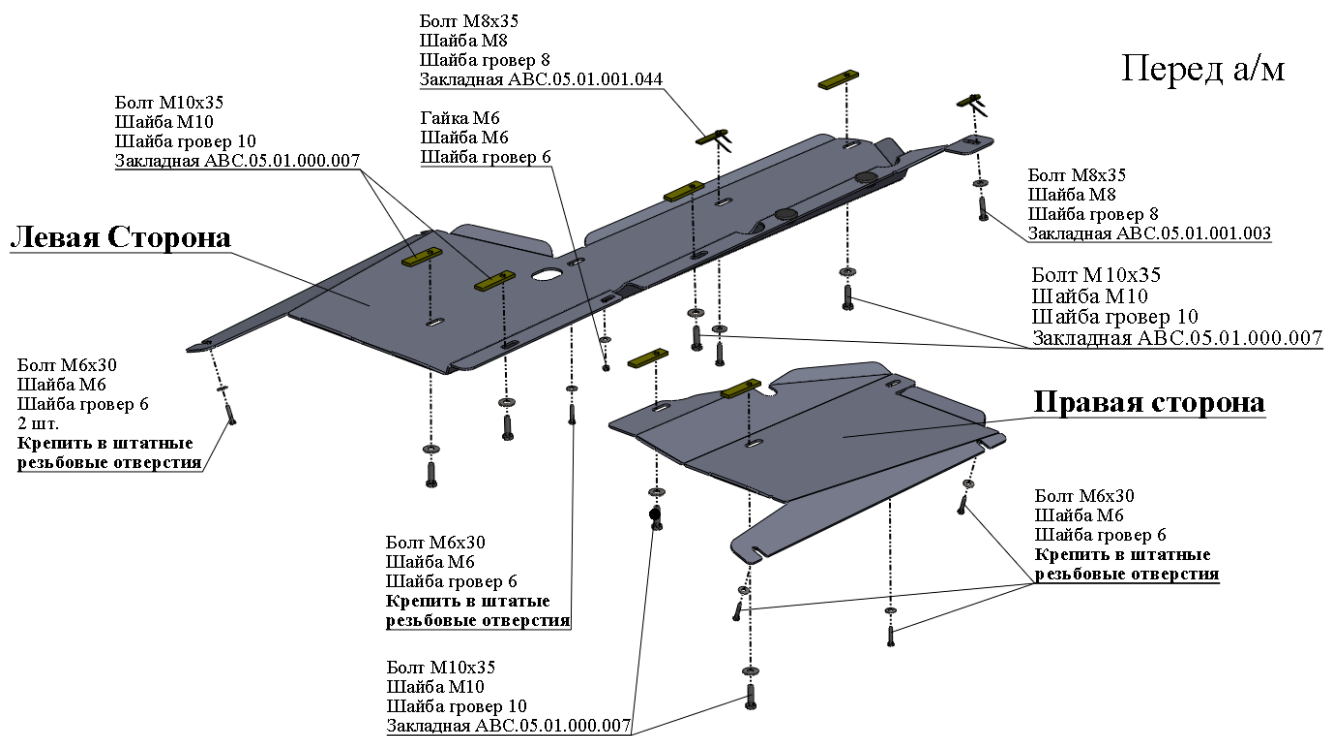 Болт М8х35
Шайба М8
Шайба гровер 8
Закладная АВС.05.01.001.044
Перед а/м
Болт М10х35
Шайба М10
Шайба гровер 10
Закладная АВС.05.01.000.007
Гайка М6
Шайба М6
Шайба гровер 6
Болт М8х35
Шайба М8
Шайба гровер 8
Закладная АВС.05.01.001.003
Левая Сторона
Болт М10х35
Шайба М10
Шайба гровер 10
Закладная АВС.05.01.000.007
Болт М6х30
Шайба М6
Шайба гровер 6
2 шт.
Крепить в штатные
резьбовые отверстия
Правая сторона
Болт М6х30
Шайба М6
Шайба гровер 6
Крепить в штатные
резьбовые отверстия
Болт М6х30
Шайба М6
Шайба гровер 6
Крепить в штатые
резьбовые отверстия
Болт М10х35
Шайба М10
Шайба гровер 10
Закладная АВС.05.01.000.007